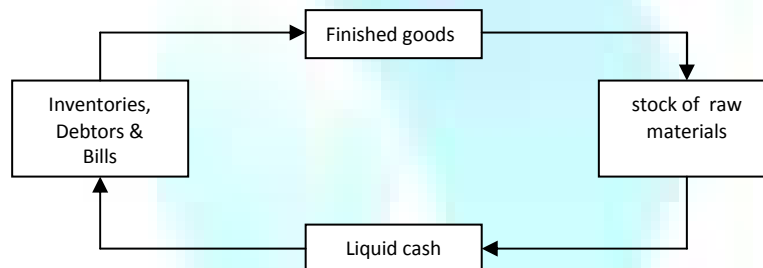 Finished goods
Inventories,
Debtors &
Bills
stock of  raw
materials
Liquid cash